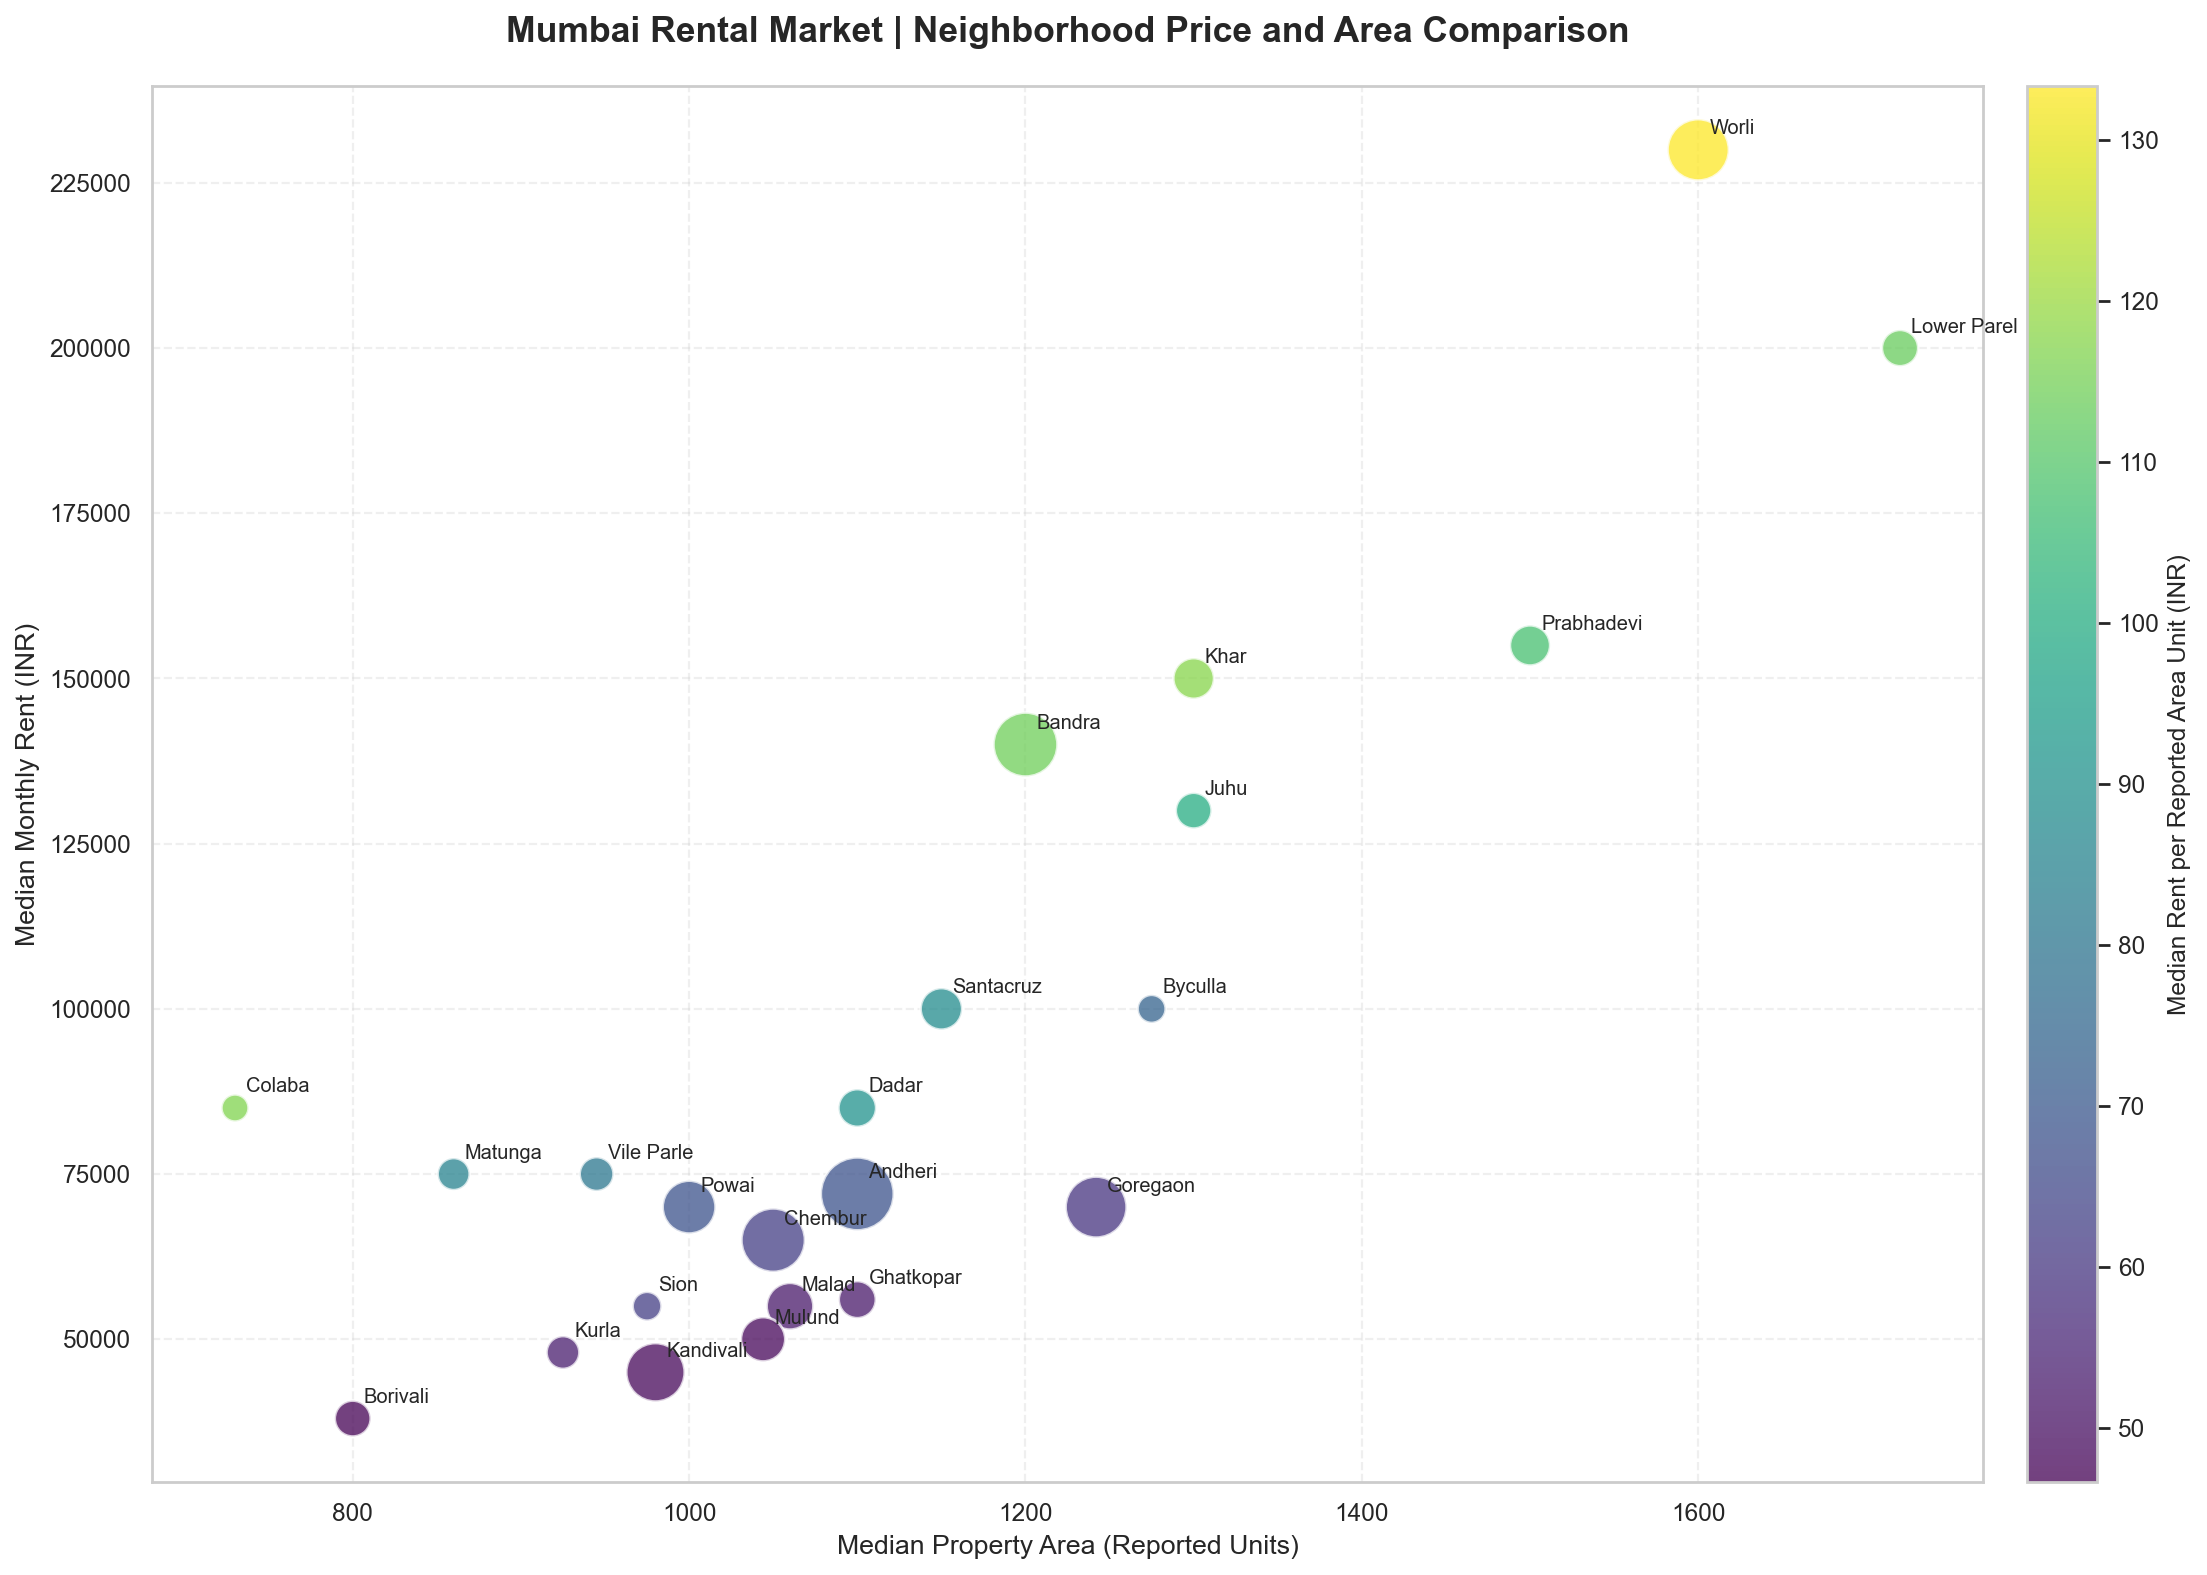 Mumbai Rental Market | Neighborhood Price and Area Comparison
Median Monthly Rent (INR)
225000
200000
175000
150000
125000
100000
75000
50000
Worli
Lower Parel
Prabhadevi
Khar
Bandra
Juhu
Santacruz
Byculla
Colaba
Dadar
Matunga
Vile Parle
Andheri
Powai
Goregaon
Chembur
Sion
Malad
Ghatkopar
Mulund
Kurla
Kandivali
Borivali
800
1000
1200
1400
1600
Median Property Area (Reported Units)
130
120
110
100
90
80
70
60
50
Median Rent per Reported Area Unit (INR)